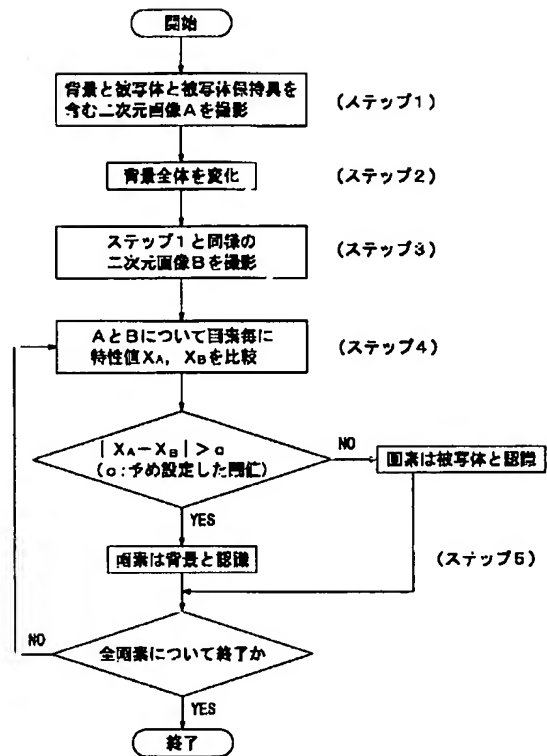 開始
背景と被写体と被写体保持具を
含む二次元画像Aを撮影
(ステップ1)
背景全体を変化
(ステップ2)
ステップ1と同様の
二次元画像Bを撮影
(ステップ3)
AとBについて画素毎に
特性値XA, XBを比較
(ステップ4)
|XA-XB|>α
(α:予め設定した閾値)
NO
画素は被写体と認識
YES
画素は背景と認識
(ステップ5)
NO
全画素について終了か
YES
終了